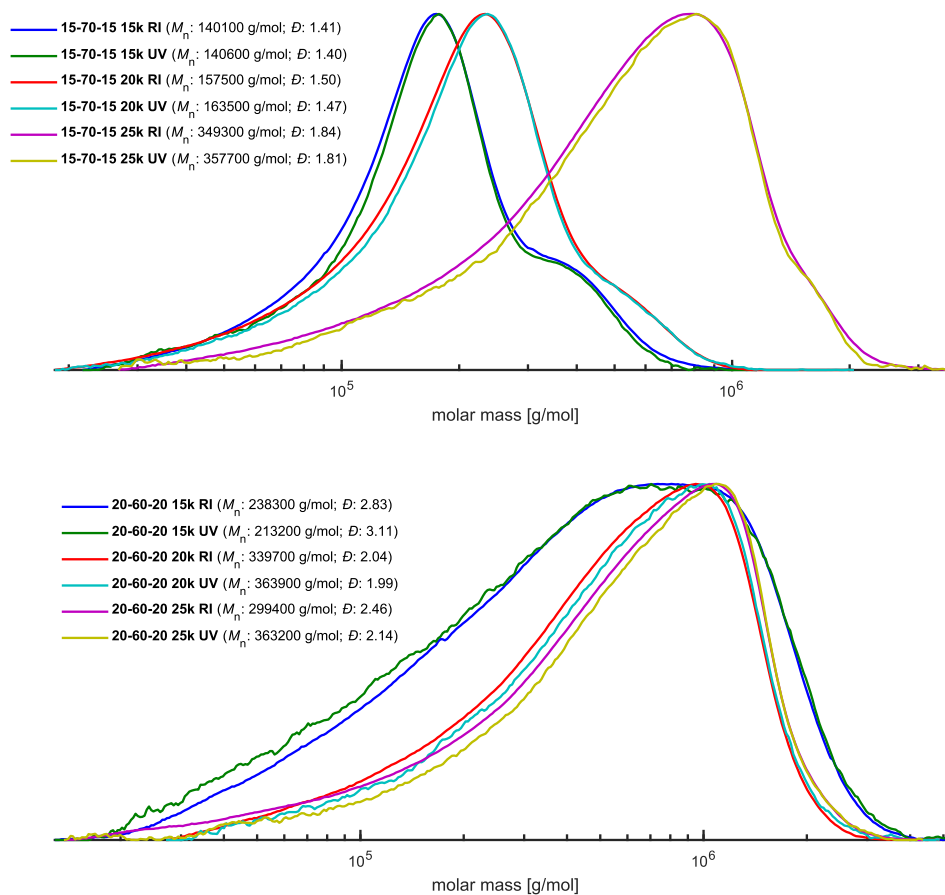 15-70-15 15k RI (Mn: 140100 g/mol; Đ: 1.41)
15-70-15 15k UV (Mn: 140600 g/mol; Đ: 1.40)
15-70-15 20k RI (Mn: 157500 g/mol; Đ: 1.50)
15-70-15 20k UV (Mn: 163500 g/mol; Đ: 1.47)
15-70-15 25k RI (Mn: 349300 g/mol; Đ: 1.84)
15-70-15 25k UV (Mn: 357700 g/mol; Đ: 1.81)
10^5 10^6
molar mass [g/mol]
20-60-20 15k RI (Mn: 238300 g/mol; Đ: 2.83)
20-60-20 15k UV (Mn: 213200 g/mol; Đ: 3.11)
20-60-20 20k RI (Mn: 339700 g/mol; Đ: 2.04)
20-60-20 20k UV (Mn: 363900 g/mol; Đ: 1.99)
20-60-20 25k RI (Mn: 299400 g/mol; Đ: 2.46)
20-60-20 25k UV (Mn: 363200 g/mol; Đ: 2.14)
10^5 10^6
molar mass [g/mol]